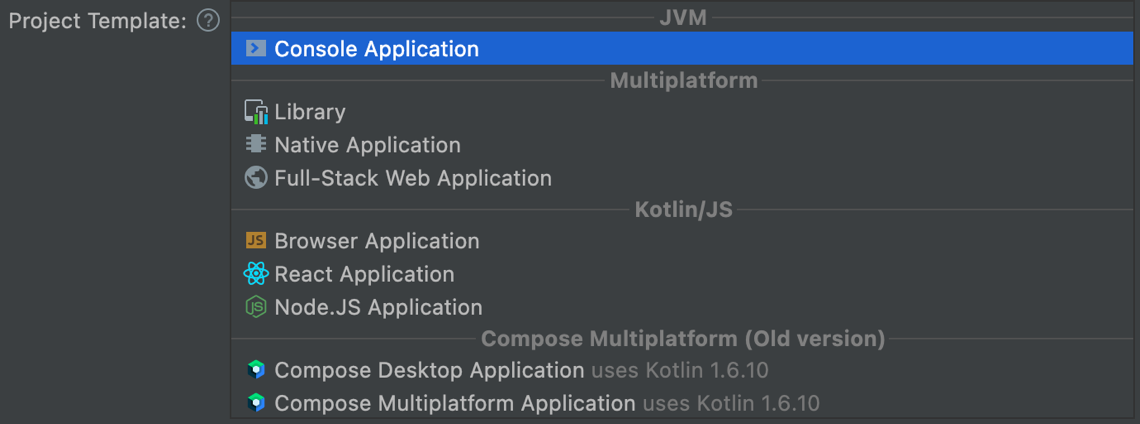 Project Template: ?
JVM
Console Application
Multiplatform
Library
Native Application
Full-Stack Web Application
Kotlin/JS
JS Browser Application
React Application
JS Node.JS Application
Compose Multiplatform (Old version)
Compose Desktop Application uses Kotlin 1.6.10
Compose Multiplatform Application uses Kotlin 1.6.10